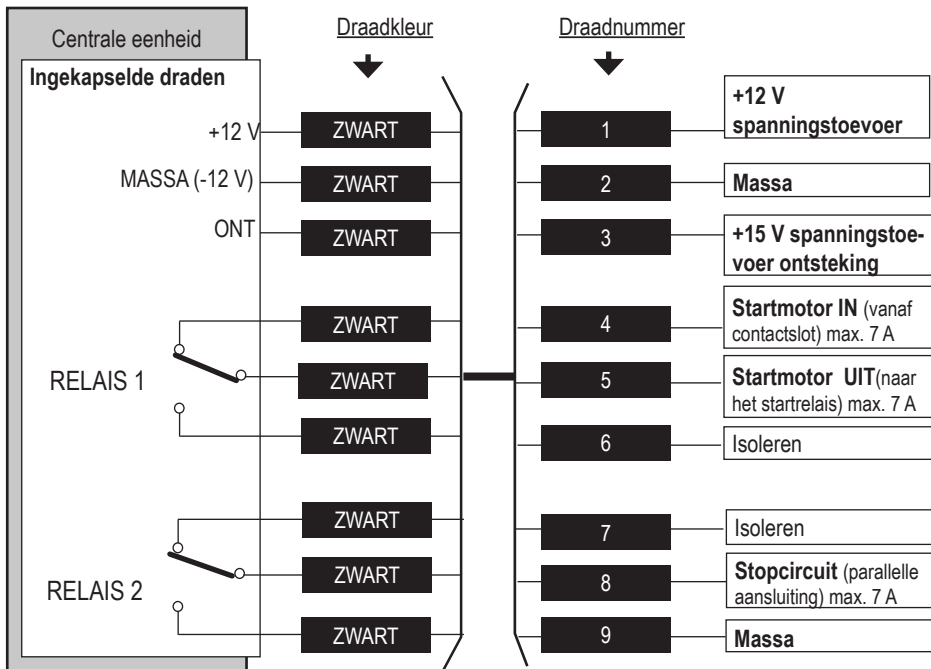 Centrale eenheid
Draadkleur
Draadnummer
Ingekapselde draden
+12 V
ZWART
1
+12 V
spanningstoevoer
MASSA (-12 V)
ZWART
2
Massa
ONT
ZWART
3
+15 V spanningstoe-
voer ontsteking
ZWART
4
Startmotor IN (vanaf
contactslot) max. 7 A
RELAIS 1
ZWART
5
Startmotor UIT(naar
het startrelais) max. 7 A
ZWART
6
Isoleren
ZWART
7
Isoleren
RELAIS 2
ZWART
8
Stopcircuit (parallelle
aansluiting) max. 7 A
ZWART
9
Massa